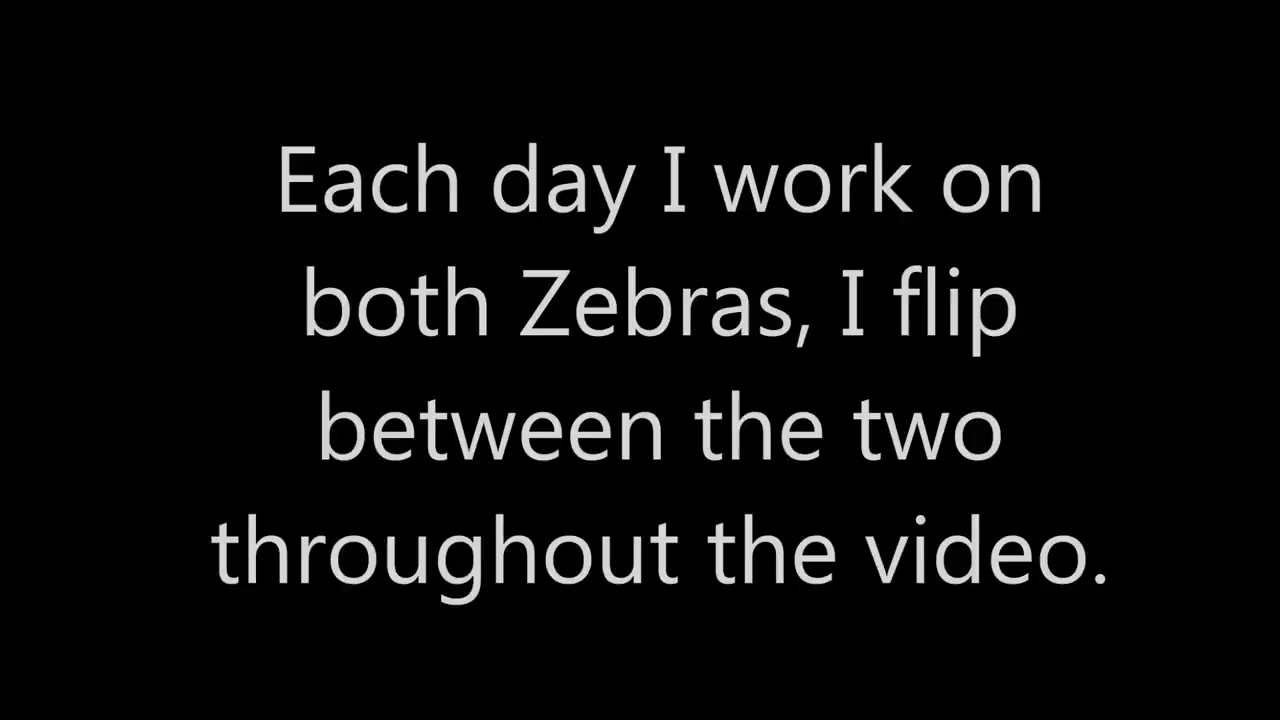 Each day I work on
both Zebras, I flip
between the two
throughout the video.